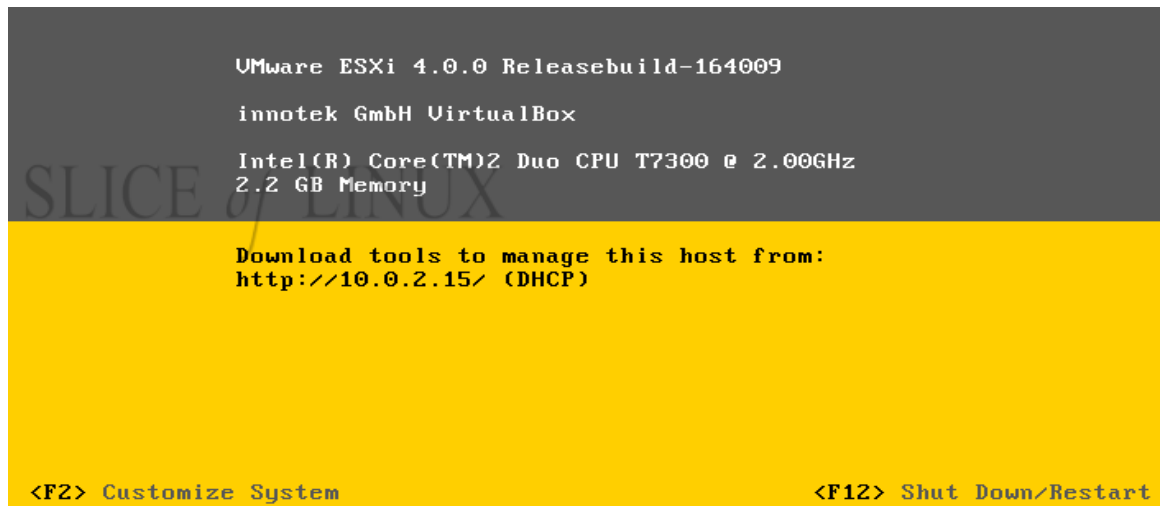 VMware ESXi 4.0.0 Releasebuild-164009
innotek GmbH VirtualBox
Intel(R) Core(TM)2 Duo CPU T7300 @ 2.00GHz
2.2 GB Memory
SLICE of LINUX
Download tools to manage this host from:
http://10.0.2.15/ (DHCP)
<F2> Customize System <F12> Shut Down/Restart